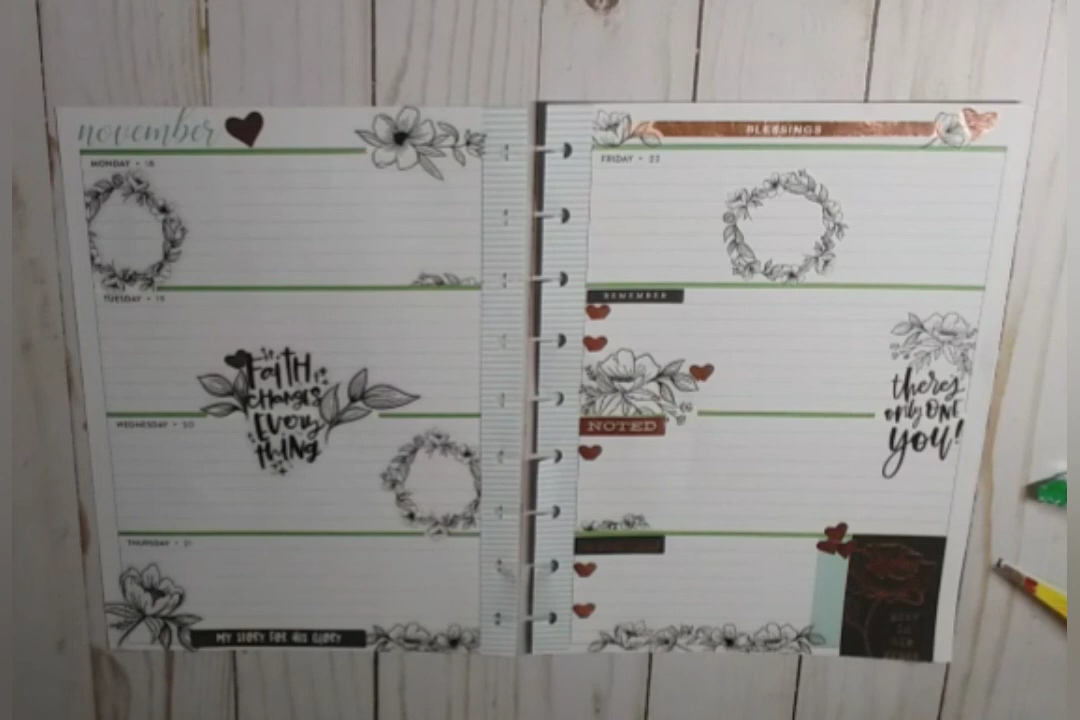 november
MONDAY • 18
TUESDAY • 19
FAITH
CHANGES
EVERY
THING
WEDNESDAY • 20
THURSDAY • 21
MY STORY FOR HIS GLORY
BLESSINGS
FRIDAY • 22
REMEMBER
there's
only ONE
you!
NOTED